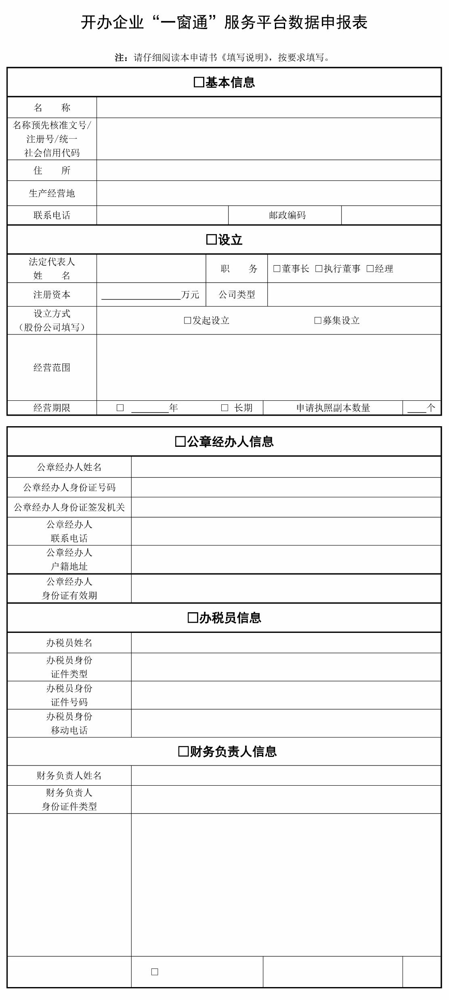 开办企业“一窗通”服务平台数据申报表
注：请仔细阅读本申请书《填写说明》，按要求填写。
□基本信息
名　　称
名称预先核准文号/
注册号/统一
社会信用代码
住　　所
生产经营地
联系电话　邮政编码
□设立
法定代表人
姓　　名
职　　务　□董事长 □执行董事 □经理
注册资本　________万元　公司类型
设立方式
（股份公司填写）
□发起设立　□募集设立
经营范围
经营期限　□ ____年　□ 长期　申请执照副本数量　__个
□公章经办人信息
公章经办人姓名
公章经办人身份证号码
公章经办人身份证签发机关
公章经办人
联系电话
公章经办人
户籍地址
公章经办人
身份证有效期
□办税员信息
办税员姓名
办税员身份
证件类型
办税员身份
证件号码
办税员身份
移动电话
□财务负责人信息
财务负责人姓名
财务负责人
身份证件类型
□